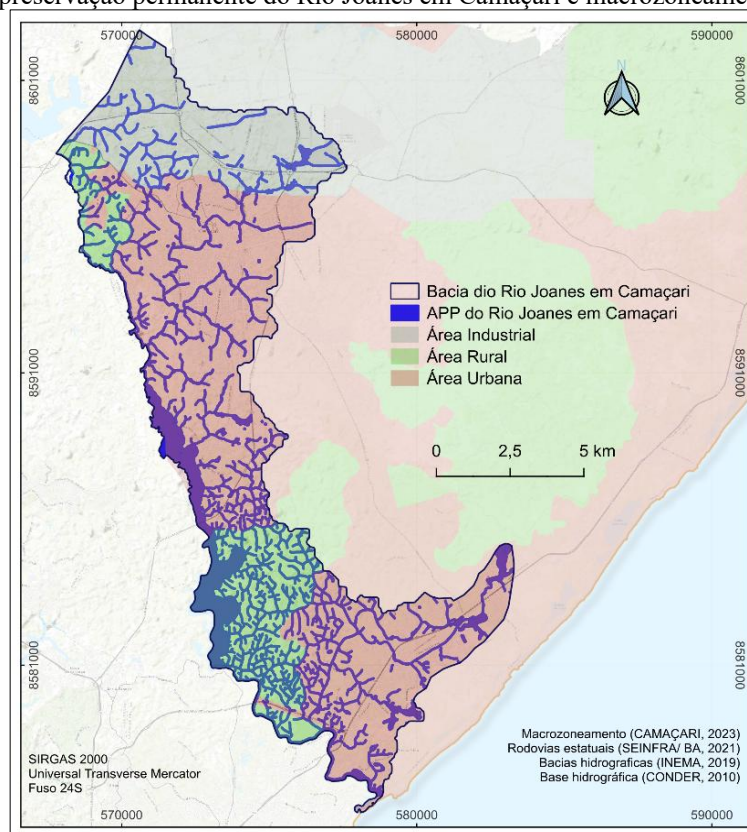 preservação permanente do Rio Joanes em Camaçari e macrozoneame
570000 580000 590000
8601000 8601000
N
Bacia dio Rio Joanes em Camaçari
APP do Rio Joanes em Camaçari
Área Industrial
Área Rural
Área Urbana
8591000 8591000
0 2,5 5 km
8581000 8581000
Macrozoneamento (CAMAÇARI, 2023)
Rodovias estatuais (SEINFRA/ BA, 2021)
Bacias hidrograficas (INEMA, 2019)
Base hidrográfica (CONDER, 2010)
SIRGAS 2000
Universal Transverse Mercator
Fuso 24S
570000 580000 590000